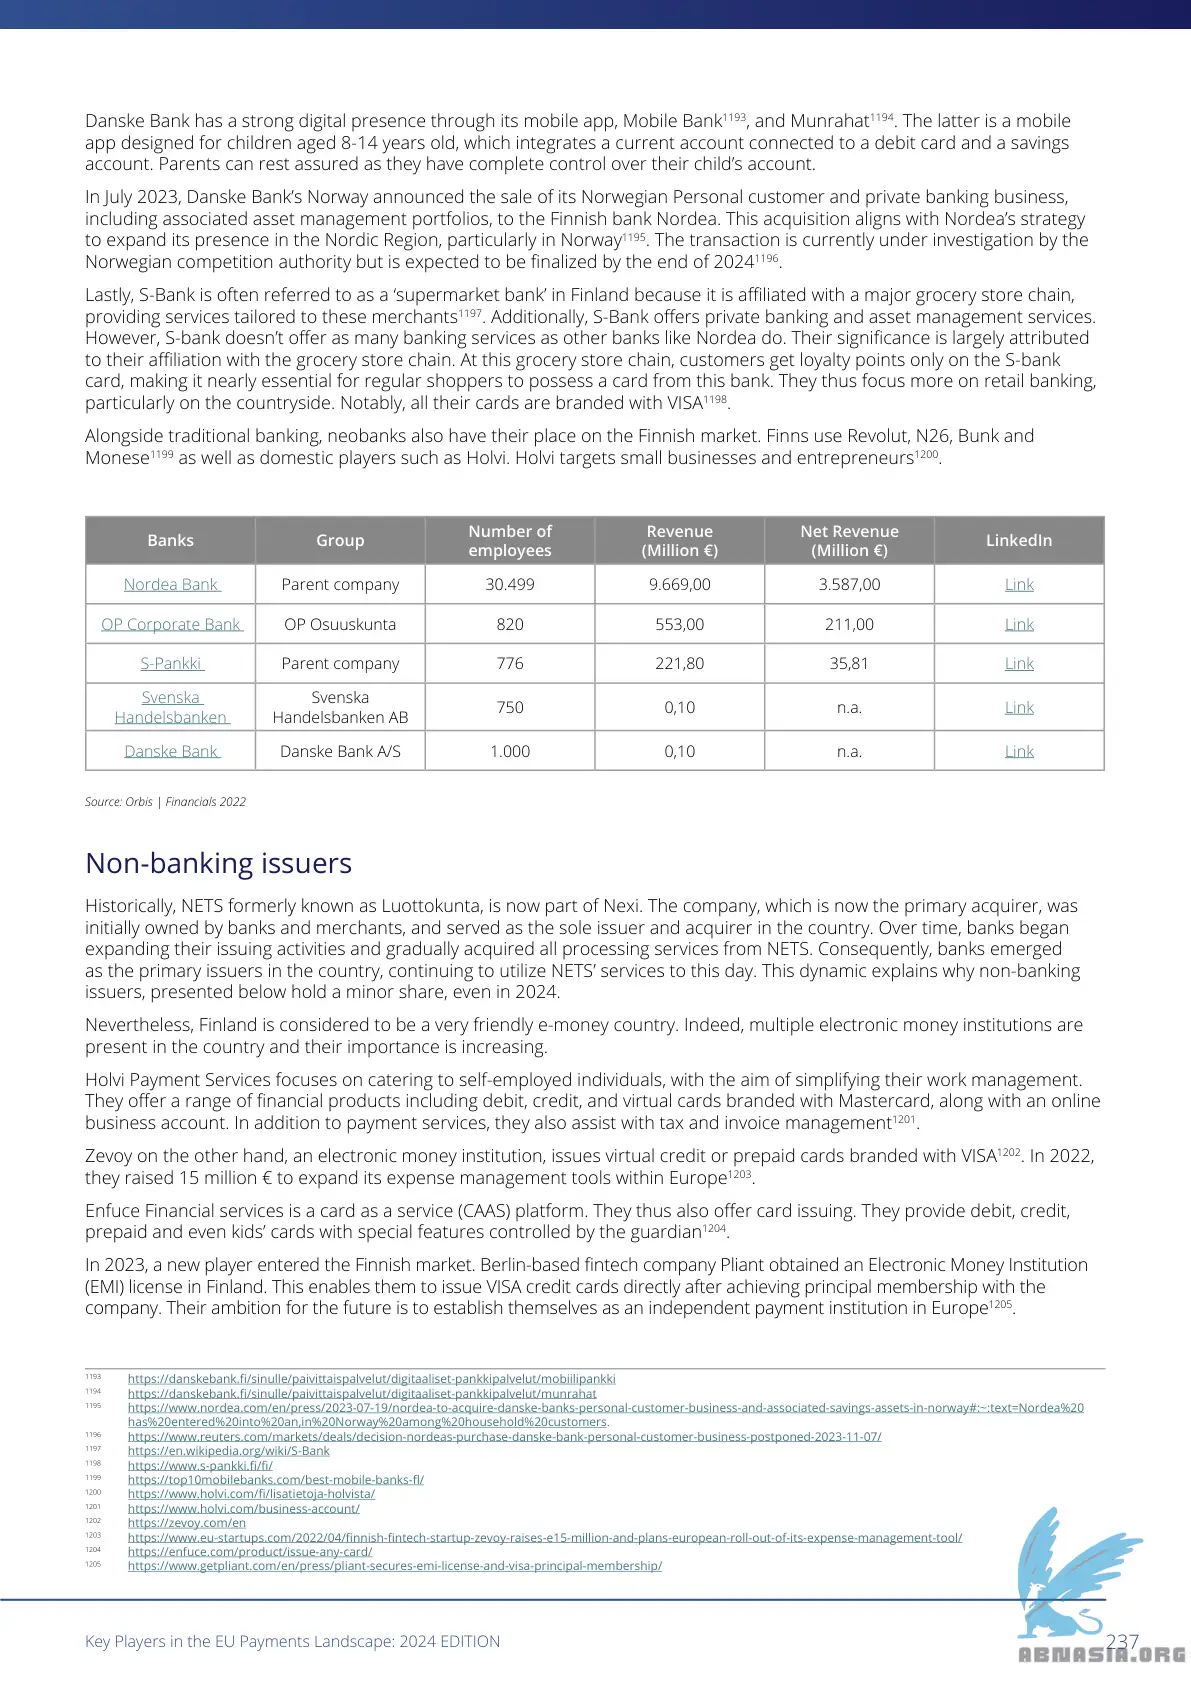 Danske Bank has a strong digital presence through its mobile app, Mobile Bank1193, and Munrahat1194. The latter is a mobile
app designed for children aged 8-14 years old, which integrates a current account connected to a debit card and a savings
account. Parents can rest assured as they have complete control over their child’s account.
In July 2023, Danske Bank’s Norway announced the sale of its Norwegian Personal customer and private banking business,
including associated asset management portfolios, to the Finnish bank Nordea. This acquisition aligns with Nordea’s strategy
to expand its presence in the Nordic Region, particularly in Norway1195. The transaction is currently under investigation by the
Norwegian competition authority but is expected to be finalized by the end of 20241196.
Lastly, S-Bank is often referred to as a ‘supermarket bank’ in Finland because it is affiliated with a major grocery store chain,
providing services tailored to these merchants1197. Additionally, S-Bank offers private banking and asset management services.
However, S-bank doesn’t offer as many banking services as other banks like Nordea do. Their significance is largely attributed
to their affiliation with the grocery store chain. At this grocery store chain, customers get loyalty points only on the S-bank
card, making it nearly essential for regular shoppers to possess a card from this bank. They thus focus more on retail banking,
particularly on the countryside. Notably, all their cards are branded with VISA1198.
Alongside traditional banking, neobanks also have their place on the Finnish market. Finns use Revolut, N26, Bunk and
Monese1199 as well as domestic players such as Holvi. Holvi targets small businesses and entrepreneurs1200.
Banks Group Number of employees Revenue (Million €) Net Revenue (Million €) LinkedIn
Nordea Bank Parent company 30.499 9.669,00 3.587,00 Link
OP Corporate Bank OP Osuuskunta 820 553,00 211,00 Link
S-Pankki Parent company 776 221,80 35,81 Link
Svenska Handelsbanken Svenska Handelsbanken AB 750 0,10 n.a. Link
Danske Bank Danske Bank A/S 1.000 0,10 n.a. Link
Source: Orbis | Financials 2022
Non-banking issuers
Historically, NETS formerly known as Luottokunta, is now part of Nexi. The company, which is now the primary acquirer, was
initially owned by banks and merchants, and served as the sole issuer and acquirer in the country. Over time, banks began
expanding their issuing activities and gradually acquired all processing services from NETS. Consequently, banks emerged
as the primary issuers in the country, continuing to utilize NETS’ services to this day. This dynamic explains why non-banking
issuers, presented below hold a minor share, even in 2024.
Nevertheless, Finland is considered to be a very friendly e-money country. Indeed, multiple electronic money institutions are
present in the country and their importance is increasing.
Holvi Payment Services focuses on catering to self-employed individuals, with the aim of simplifying their work management.
They offer a range of financial products including debit, credit, and virtual cards branded with Mastercard, along with an online
business account. In addition to payment services, they also assist with tax and invoice management1201.
Zevoy on the other hand, an electronic money institution, issues virtual credit or prepaid cards branded with VISA1202. In 2022,
they raised 15 million € to expand its expense management tools within Europe1203.
Enfuce Financial services is a card as a service (CAAS) platform. They thus also offer card issuing. They provide debit, credit,
prepaid and even kids’ cards with special features controlled by the guardian1204.
In 2023, a new player entered the Finnish market. Berlin-based fintech company Pliant obtained an Electronic Money Institution
(EMI) license in Finland. This enables them to issue VISA credit cards directly after achieving principal membership with the
company. Their ambition for the future is to establish themselves as an independent payment institution in Europe1205.
1193 https://danskebank.fi/sinulle/paivittaispalvelut/digitaaliset-pankkipalvelut/mobiilipankki
1194 https://danskebank.fi/sinulle/paivittaispalvelut/digitaaliset-pankkipalvelut/munrahat
1195 https://www.nordea.com/en/press/2023-07-19/nordea-to-acquire-danske-banks-personal-customer-business-and-associated-savings-assets-in-norway#:~:text=Nordea%20
has%20entered%20into%20an,in%20Norway%20among%20household%20customers.
1196 https://www.reuters.com/markets/deals/decision-nordeas-purchase-danske-bank-personal-customer-business-postponed-2023-11-07/
1197 https://en.wikipedia.org/wiki/S-Bank
1198 https://www.s-pankki.fi/fi/
1199 https://top10mobilebanks.com/best-mobile-banks-fl/
1200 https://www.holvi.com/fi/lisatietoja-holvista/
1201 https://www.holvi.com/business-account/
1202 https://zevoy.com/en
1203 https://www.eu-startups.com/2022/04/finnish-fintech-startup-zevoy-raises-e15-million-and-plans-european-roll-out-of-its-expense-management-tool/
1204 https://enfuce.com/product/issue-any-card/
1205 https://www.getpliant.com/en/press/pliant-secures-emi-license-and-visa-principal-membership/
Key Players in the EU Payments Landscape: 2024 EDITION
237
ABNASIA.ORG